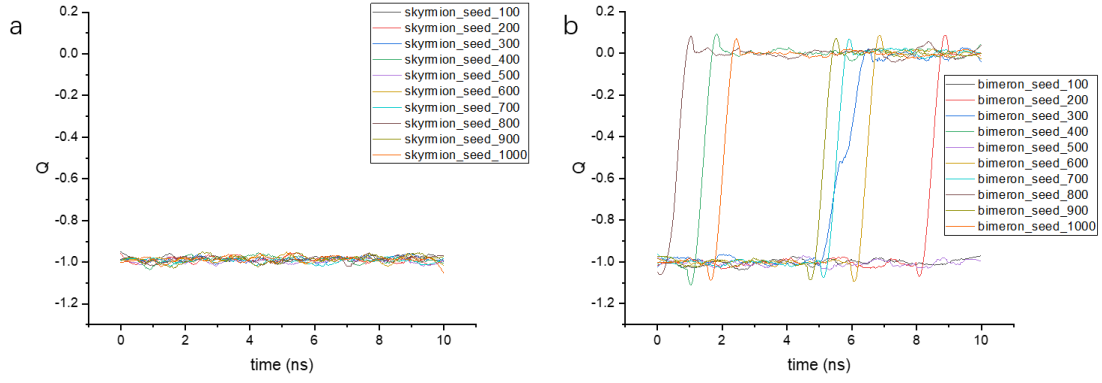 a
skyrmion_seed_100
skyrmion_seed_200
skyrmion_seed_300
skyrmion_seed_400
skyrmion_seed_500
skyrmion_seed_600
skyrmion_seed_700
skyrmion_seed_800
skyrmion_seed_900
skyrmion_seed_1000
0.2
0.0
-0.2
-0.4
-0.6
-0.8
-1.0
-1.2
Q
0 2 4 6 8 10
time (ns)
b
bimeron_seed_100
bimeron_seed_200
bimeron_seed_300
bimeron_seed_400
bimeron_seed_500
bimeron_seed_600
bimeron_seed_700
bimeron_seed_800
bimeron_seed_900
bimeron_seed_1000
0.2
0.0
-0.2
-0.4
-0.6
-0.8
-1.0
-1.2
Q
0 2 4 6 8 10
time (ns)